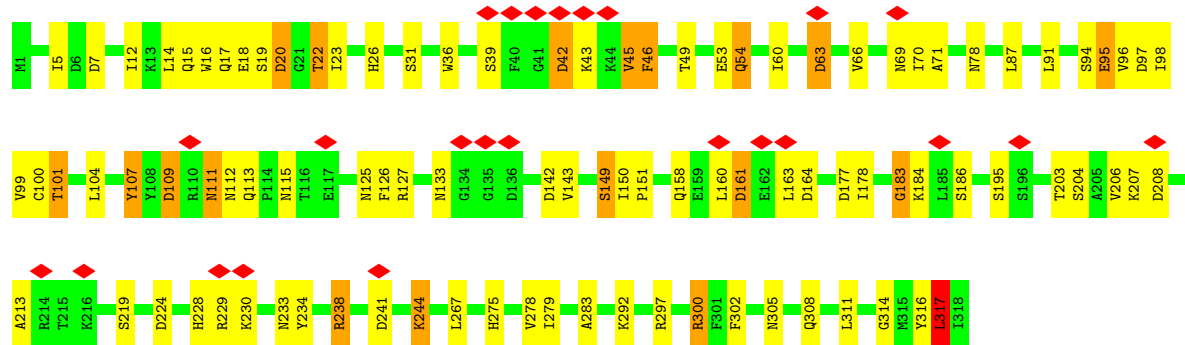 M1 I5 D6 D7 I12 K13 L14 Q15 W16 Q17 E18 S19 D20 G21 T22 I23 H26 S31 W36 S39 F40 G41 D42 K43 K44 V45 F46 T49 E53 Q54 I60 D63 V66 N69 I70 A71 N78 L87 L91 S94 E95 V96 D97 I98
V99 C100 T101 L104 Y107 Y108 D109 R110 N111 N112 Q113 P114 N115 T116 E117 N125 F126 R127 N133 G134 G135 D136 D142 V143 S149 I150 P151 Q158 E159 L160 D161 E162 L163 D164 D177 I178 G183 K184 L185 S186 S195 S196 T203 S204 A205 V206 K207 D208
A213 R214 T215 K216 S219 D224 H228 R229 K230 N233 Y234 R238 D241 K244 L267 H275 V278 I279 A283 K292 R297 R300 F301 F302 N305 Q308 L311 G314 M315 Y316 L317 I318